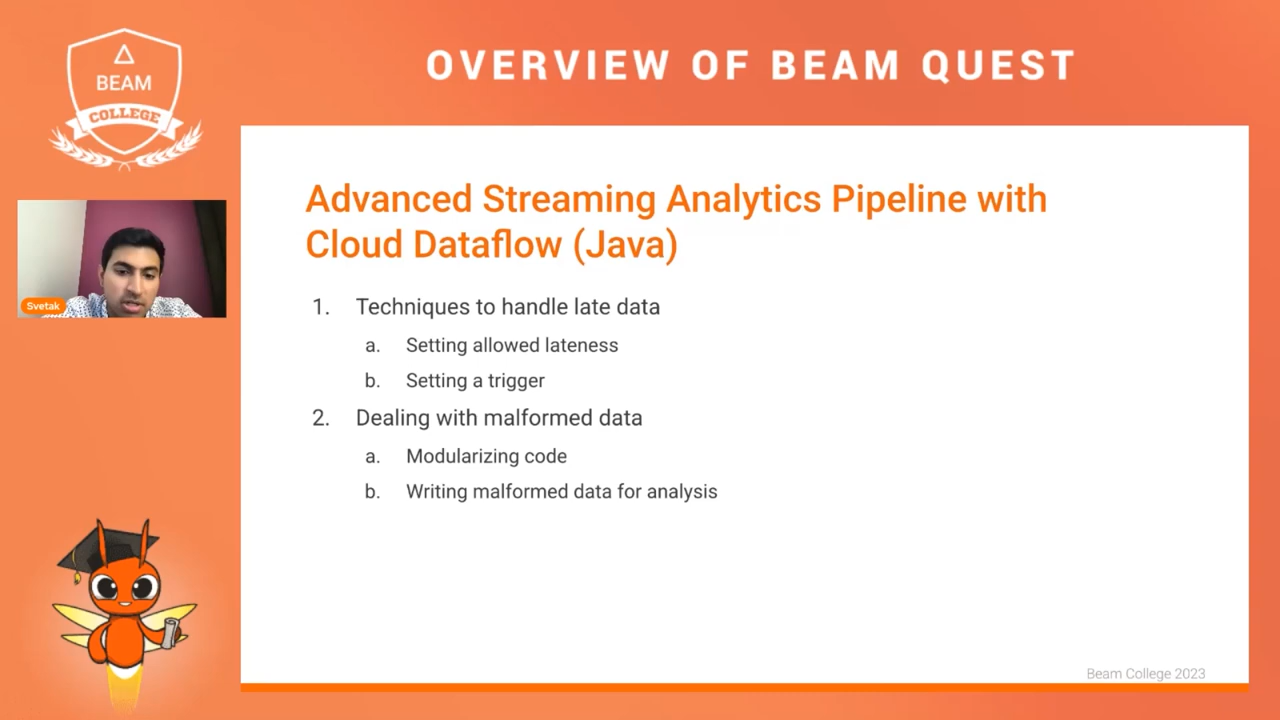 BEAM
COLLEGE
OVERVIEW OF BEAM QUEST
Svetak
Advanced Streaming Analytics Pipeline with
Cloud Dataflow (Java)
1. Techniques to handle late data
a. Setting allowed lateness
b. Setting a trigger
2. Dealing with malformed data
a. Modularizing code
b. Writing malformed data for analysis
Beam College 2023